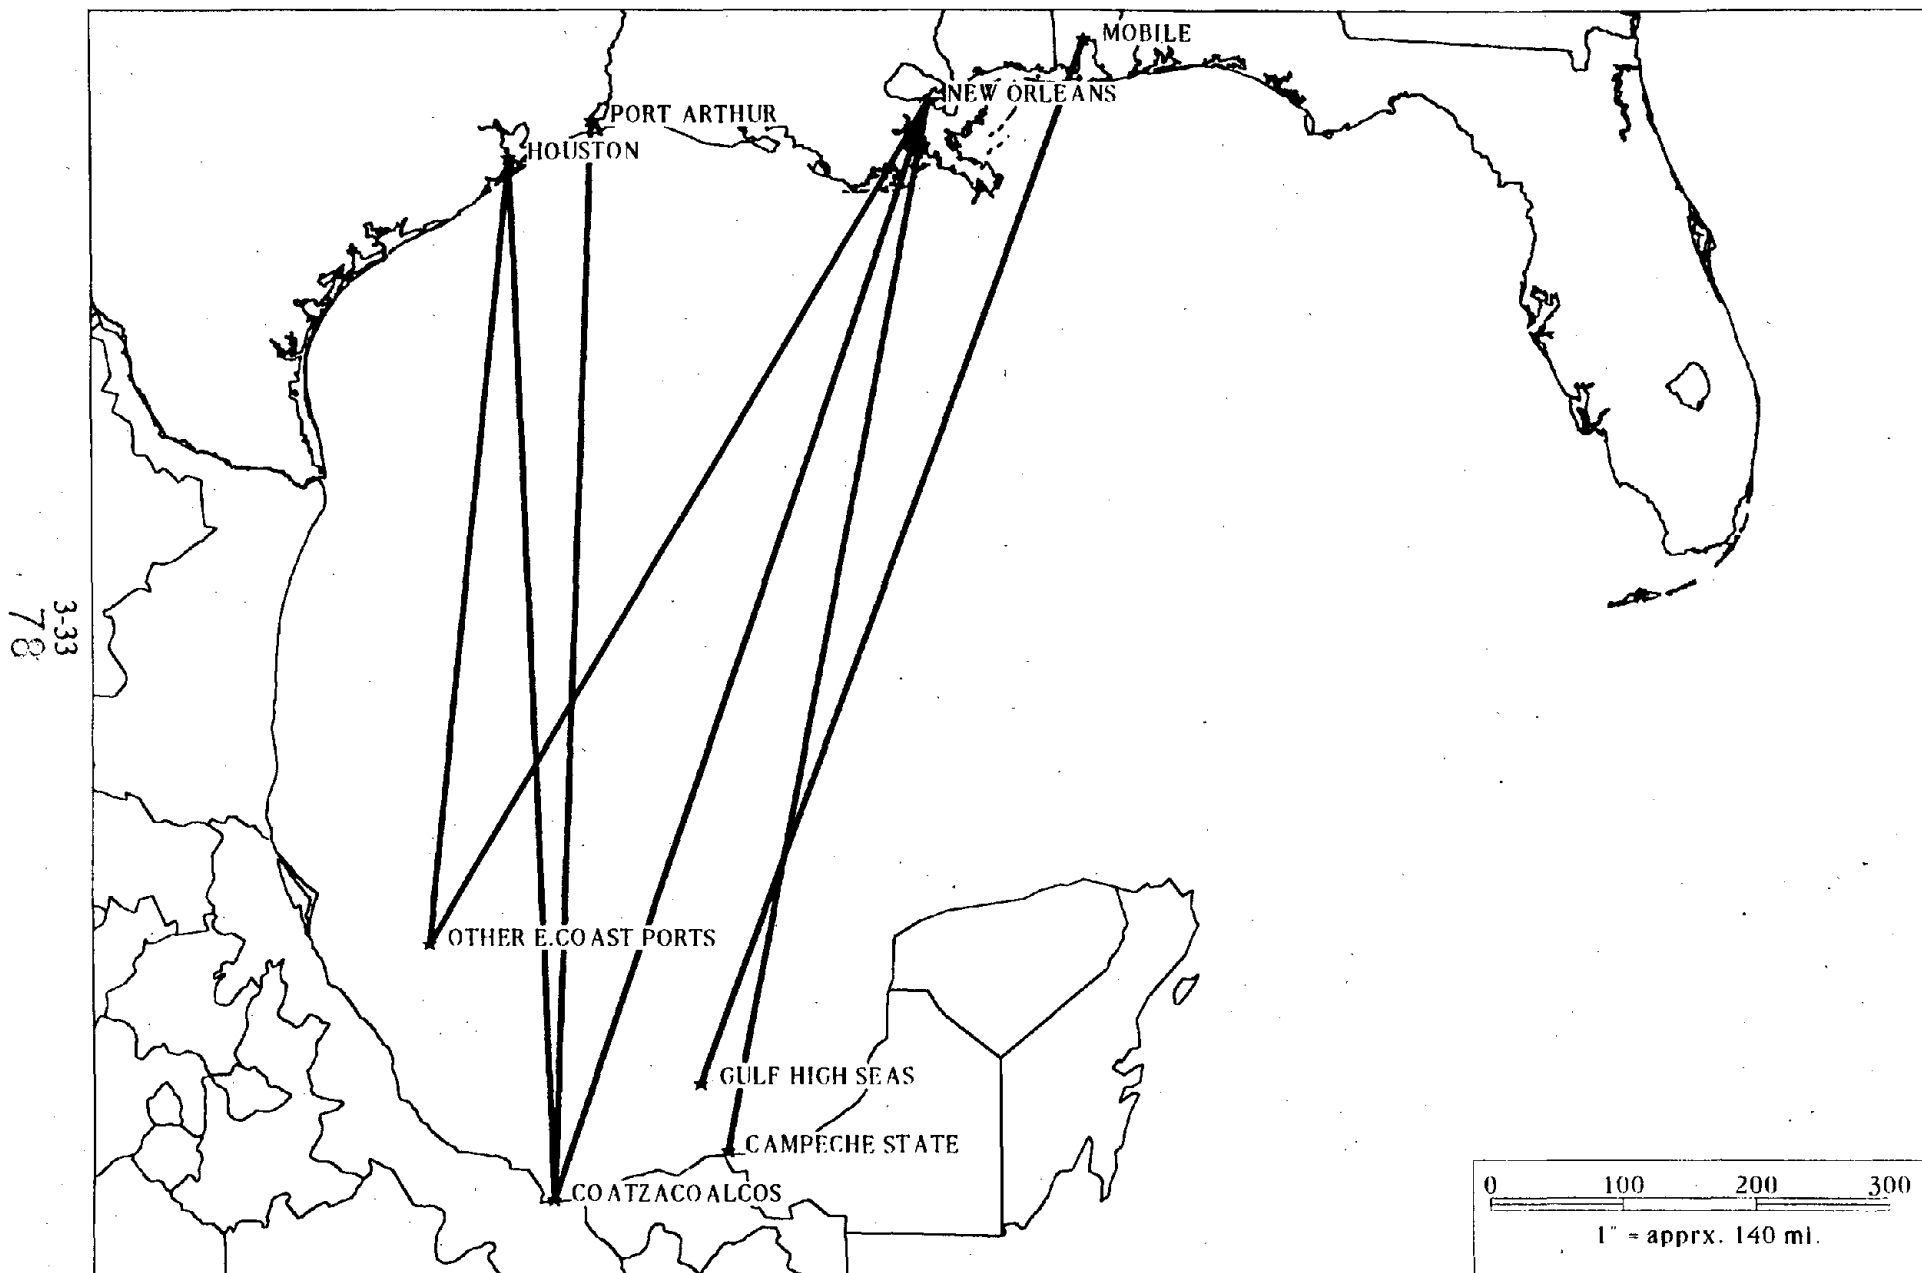 MOBILE
NEW ORLEANS
PORT ARTHUR
HOUSTON
3-33
78
OTHER E.COAST PORTS
GULF HIGH SEAS
CAMPECHE STATE
COATZACOALCOS
0 100 200 300
1" = apprx. 140 mi.